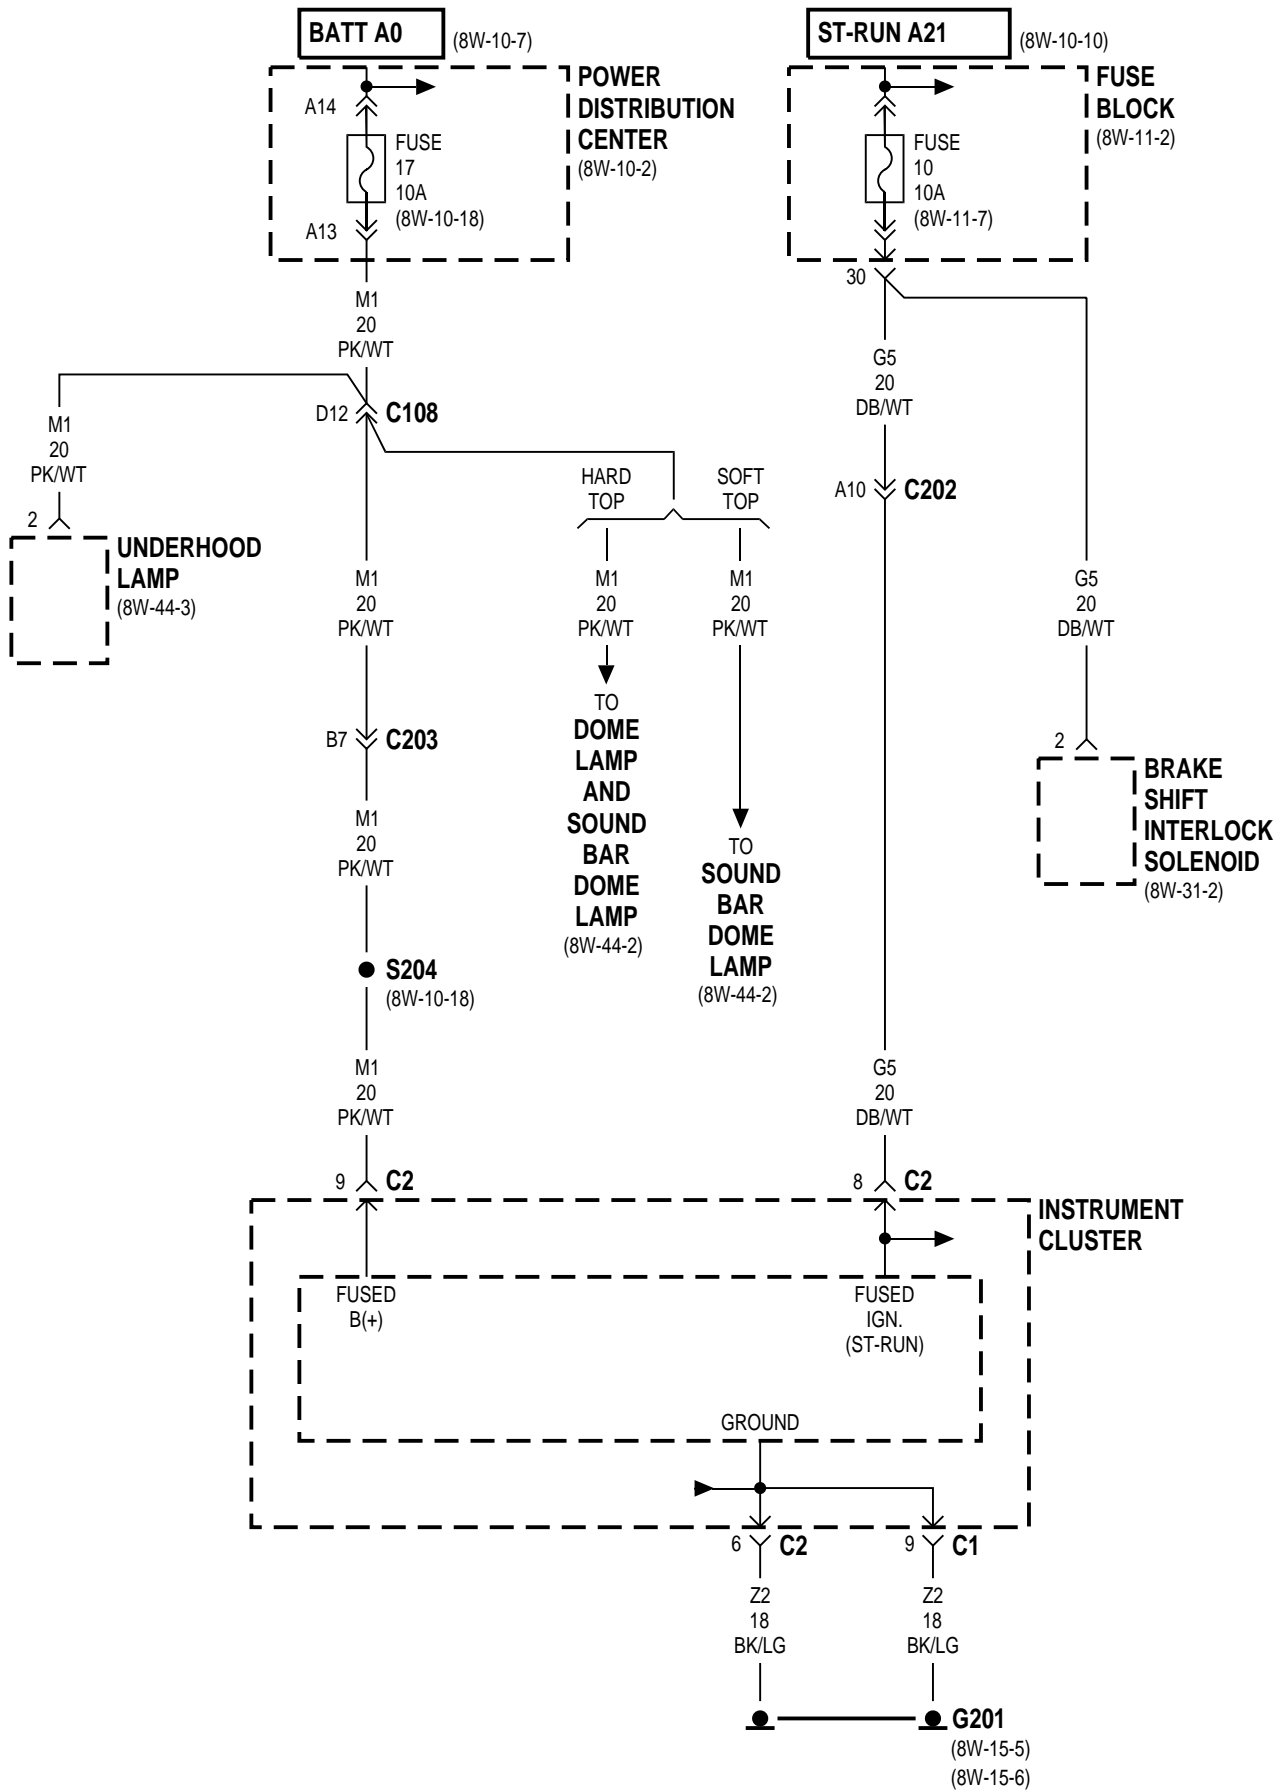 BATT A0
(8W-10-7)
ST-RUN A21
(8W-10-10)
POWER
DISTRIBUTION
CENTER
(8W-10-2)
A14
FUSE
17
10A
(8W-10-18)
A13
FUSE
BLOCK
(8W-11-2)
FUSE
10
10A
(8W-11-7)
30
M1
20
PK/WT
D12
C108
M1
20
PK/WT
2
UNDERHOOD
LAMP
(8W-44-3)
HARD
TOP
SOFT
TOP
G5
20
DB/WT
A10
C202
M1
20
PK/WT
M1
20
PK/WT
M1
20
PK/WT
G5
20
DB/WT
B7
C203
TO
DOME
LAMP
AND
SOUND
BAR
DOME
LAMP
(8W-44-2)
TO
SOUND
BAR
DOME
LAMP
(8W-44-2)
2
BRAKE
SHIFT
INTERLOCK
SOLENOID
(8W-31-2)
M1
20
PK/WT
S204
(8W-10-18)
M1
20
PK/WT
G5
20
DB/WT
9
C2
8
C2
INSTRUMENT
CLUSTER
FUSED
B(+)
FUSED
IGN.
(ST-RUN)
GROUND
6
C2
9
C1
Z2
18
BK/LG
Z2
18
BK/LG
G201
(8W-15-5)
(8W-15-6)